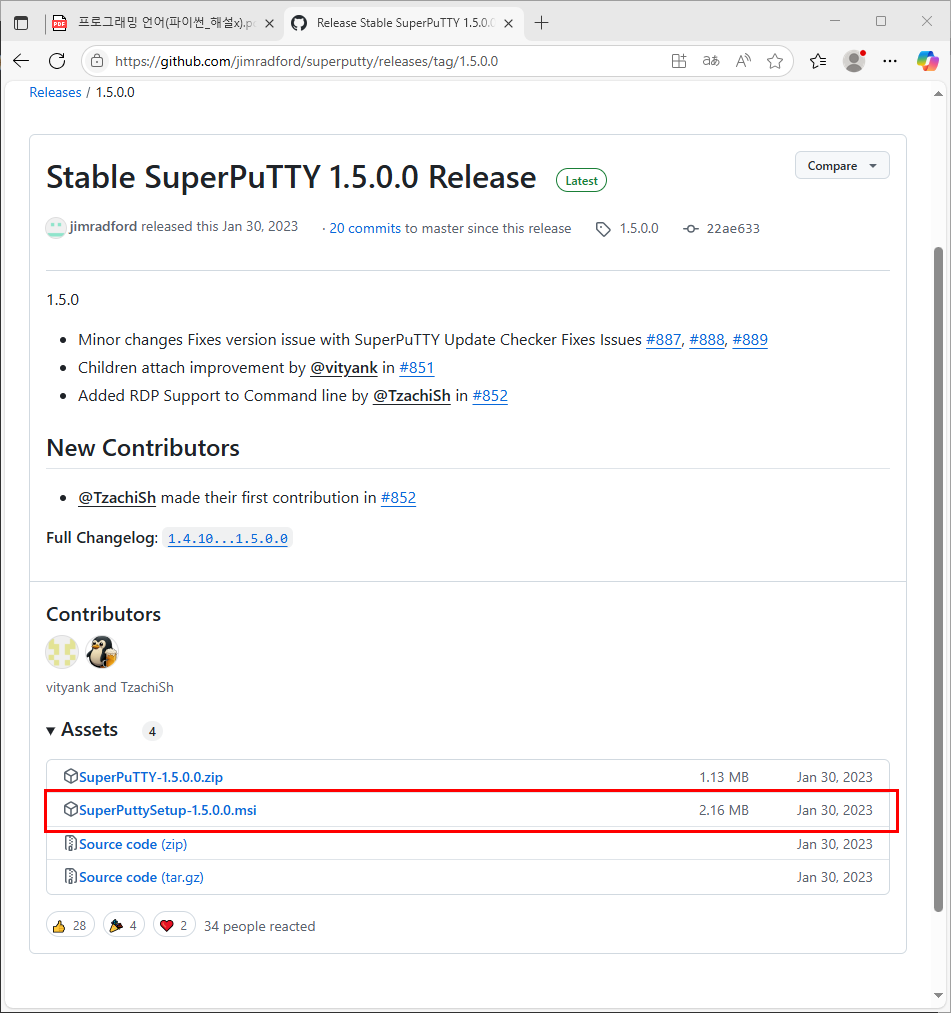 프로그래밍 언어(파이썬_해설x).pd
Release Stable SuperPuTTY 1.5.0.0
https://github.com/jimradford/superputty/releases/tag/1.5.0.0
Releases / 1.5.0.0
Stable SuperPuTTY 1.5.0.0 Release
Latest
Compare
jimradford released this Jan 30, 2023 · 20 commits to master since this release 1.5.0.0 22ae633
1.5.0
• Minor changes Fixes version issue with SuperPuTTY Update Checker Fixes Issues #887, #888, #889
• Children attach improvement by @vityank in #851
• Added RDP Support to Command line by @TzachiSh in #852
New Contributors
• @TzachiSh made their first contribution in #852
Full Changelog: 1.4.10...1.5.0.0
Contributors
vityank and TzachiSh
Assets 4
SuperPuTTY-1.5.0.0.zip 1.13 MB Jan 30, 2023
SuperPuttySetup-1.5.0.0.msi 2.16 MB Jan 30, 2023
Source code (zip) Jan 30, 2023
Source code (tar.gz) Jan 30, 2023
28 4 2 34 people reacted